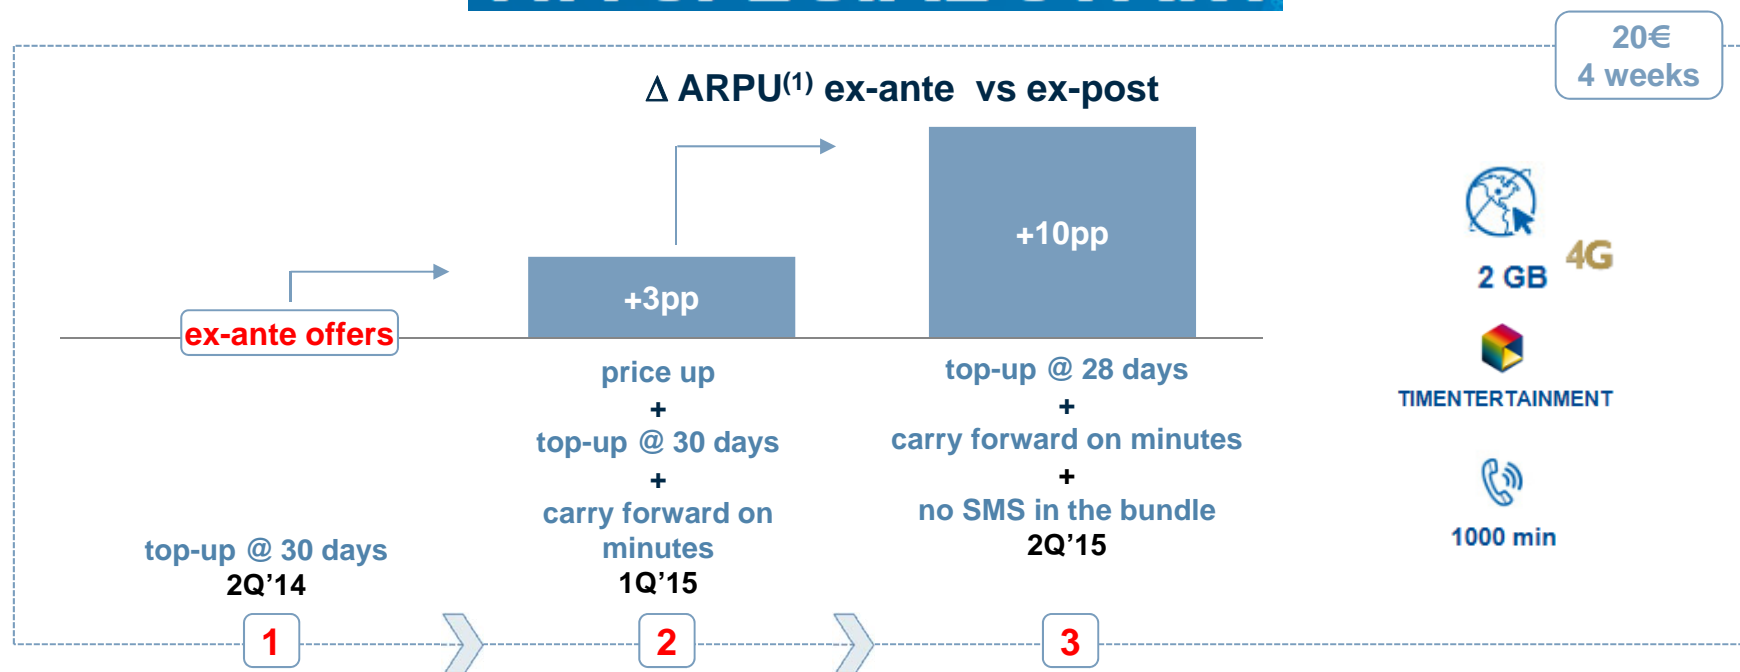 20€
4 weeks
Δ ARPU(1) ex-ante vs ex-post
+10pp
+3pp
ex-ante offers
4G
2 GB
TIMENTERTAINMENT
1000 min
price up
+
top-up @ 30 days
+
carry forward on
minutes
1Q’15
top-up @ 28 days
+
carry forward on minutes
+
no SMS in the bundle
2Q’15
top-up @ 30 days
2Q’14
1
2
3